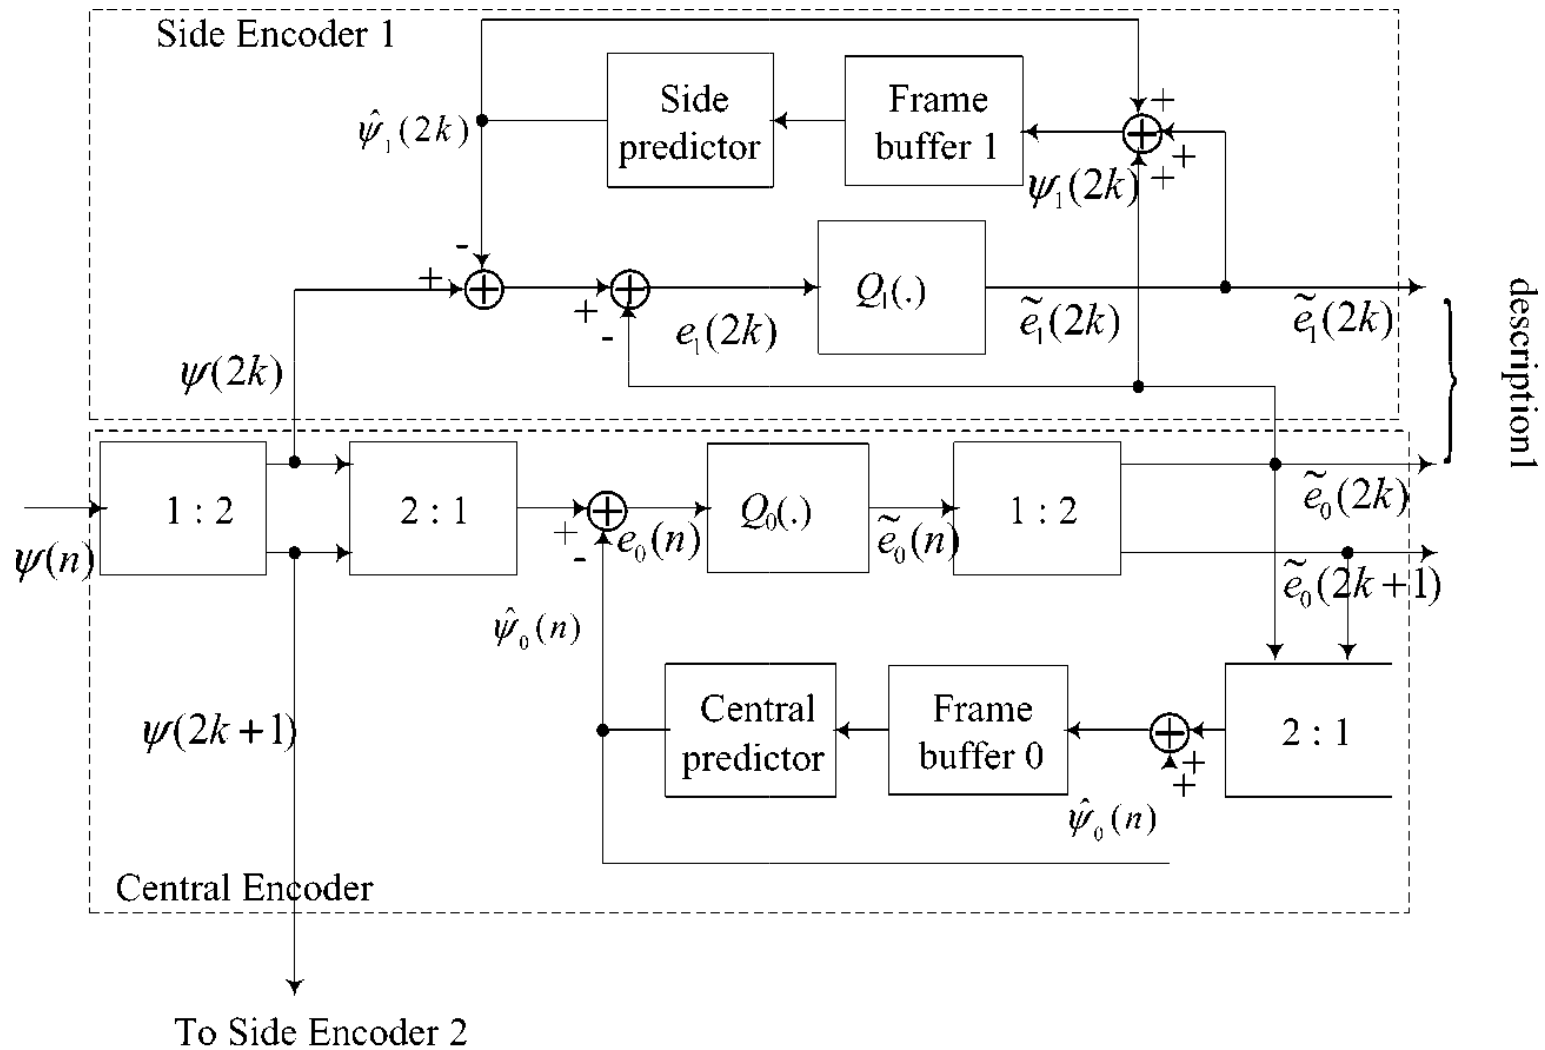 Side Encoder 1
Side
predictor
Frame
buffer 1
+
+
+
ψ̂₁(2k)
ψ₁(2k)
-
+
+
-
e₁(2k)
Q₁(.)
ẽ₁(2k)
ẽ₁(2k)
description1
ψ(2k)
1 : 2
2 : 1
+
-
e₀(n)
Q₀(.)
ẽ₀(n)
1 : 2
ẽ₀(2k)
ψ(n)
ẽ₀(2k+1)
ψ̂₀(n)
ψ(2k+1)
Central
predictor
Frame
buffer 0
+
+
2 : 1
ψ̂₀(n)
Central Encoder
To Side Encoder 2